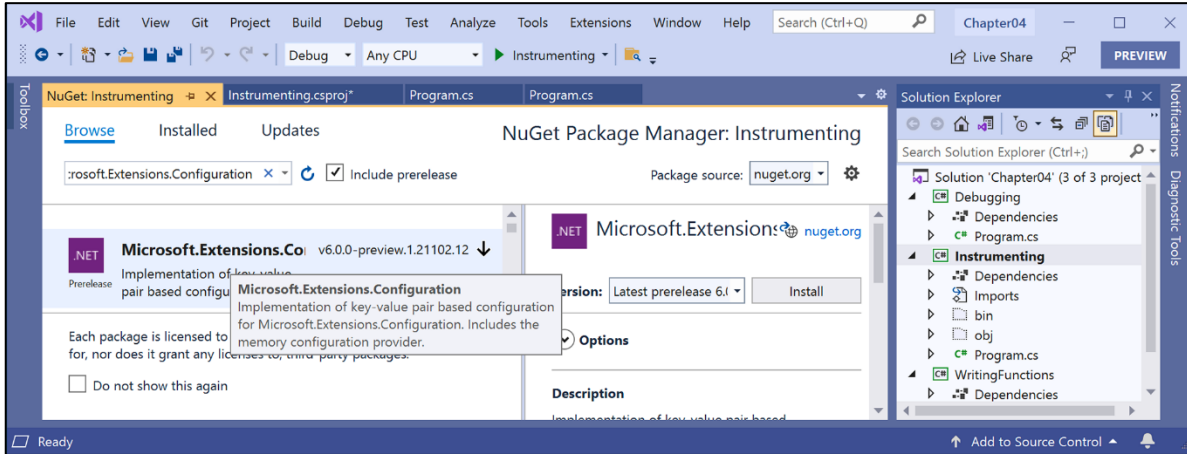 File Edit View Git Project Build Debug Test Analyze Tools Extensions Window Help Search (Ctrl+Q) Chapter04
Debug Any CPU Instrumenting Live Share PREVIEW
Toolbox
NuGet: Instrumenting Instrumenting.csproj* Program.cs Program.cs
Browse Installed Updates NuGet Package Manager: Instrumenting
:rosoft.Extensions.Configuration Include prerelease Package source: nuget.org
.NET Microsoft.Extensions.Co v6.0.0-preview.1.21102.12
Prerelease
Implementation of key-value
pair based configu
Microsoft.Extensions.Configuration
Implementation of key-value pair based configuration
for Microsoft.Extensions.Configuration. Includes the
memory configuration provider.
Each package is licensed to
for, nor does it grant any licenses to, third-party packages.
Do not show this again
.NET Microsoft.Extensions nuget.org
ersion: Latest prerelease 6.( Install
Options
Description
Implementation of key-value pair based
Solution Explorer
Search Solution Explorer (Ctrl+;)
Solution 'Chapter04' (3 of 3 project
C# Debugging
Dependencies
C# Program.cs
C# Instrumenting
Dependencies
Imports
bin
obj
C# Program.cs
C# WritingFunctions
Dependencies
Notifications
Diagnostic Tools
Ready Add to Source Control